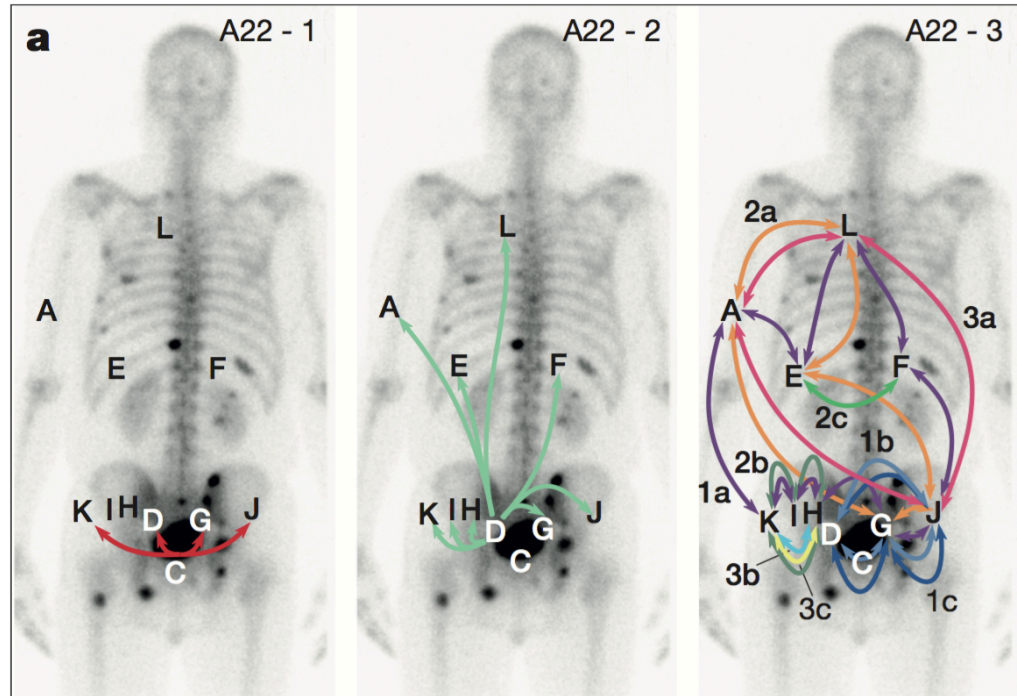 a
A22 - 1
L
A
E F
K I H D G J
C
A22 - 2
L
A
E F
K I H D G J
C
A22 - 3
2a L
A 3a
E F
2c
2b 1b
1a
K I H D G J
C
3b
3c 1c